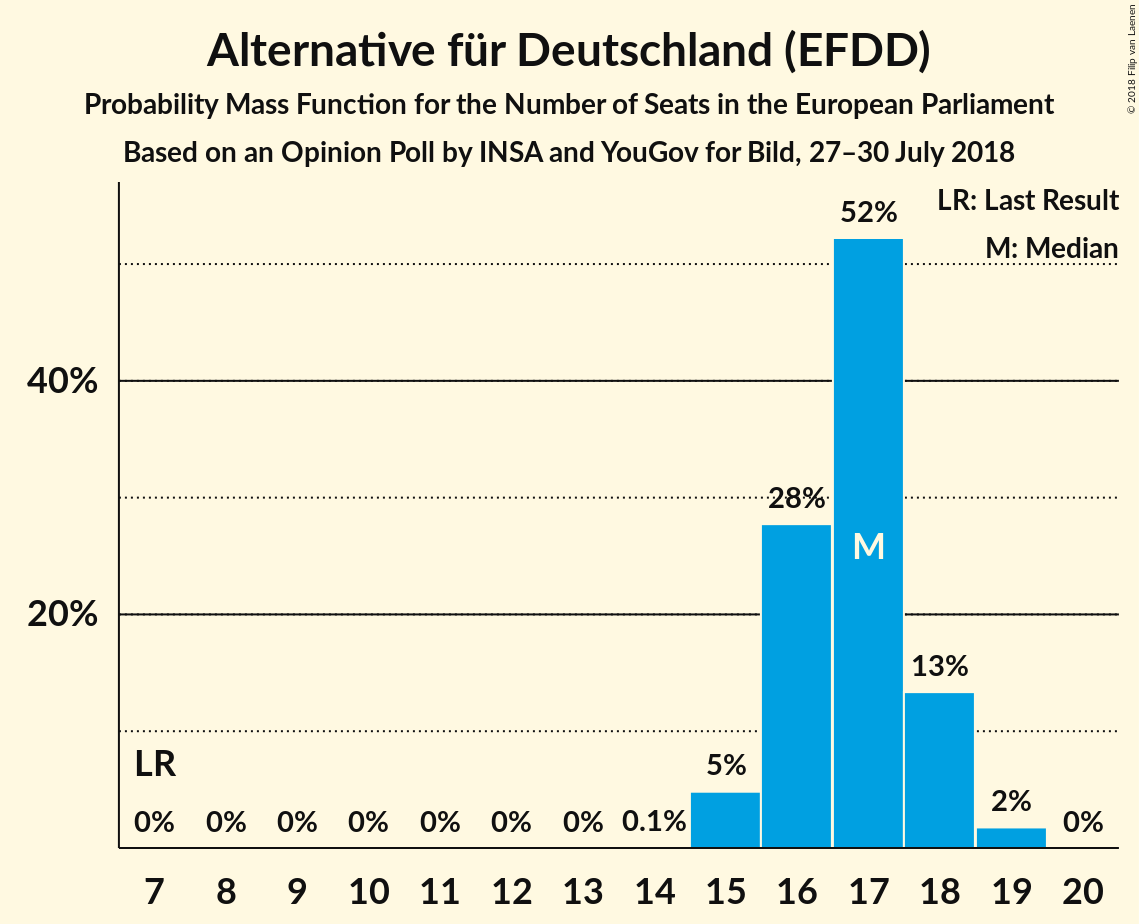 Alternative für Deutschland (EFDD)
Probability Mass Function for the Number of Seats in the European Parliament
Based on an Opinion Poll by INSA and YouGov for Bild, 27–30 July 2018
© 2018 Filip van Laenen
LR: Last Result
M: Median
52%
40%
28%
M
20%
13%
LR
5%
2%
0% 0% 0% 0% 0% 0% 0% 0.1% 0%
7 8 9 10 11 12 13 14 15 16 17 18 19 20